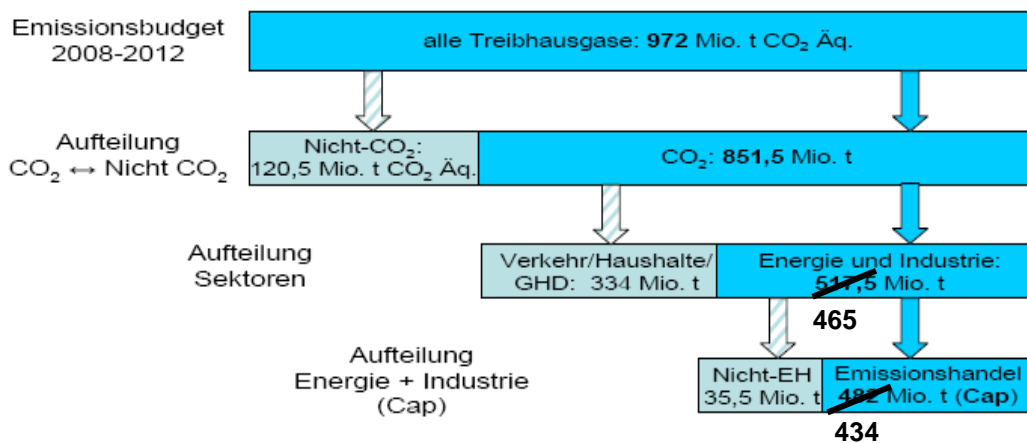 Emissionsbudget
2008-2012
alle Treibhausgase: 972 Mio. t CO₂ Äq.
Aufteilung
CO₂ ↔ Nicht CO₂
Nicht-CO₂:
120,5 Mio. t CO₂ Äq.
CO₂: 851,5 Mio. t
Aufteilung
Sektoren
Verkehr/Haushalte/
GHD: 334 Mio. t
Energie und Industrie:
517,5 Mio. t
465
Aufteilung
Energie + Industrie
(Cap)
Nicht-EH
35,5 Mio. t
Emissionshandel
482 Mio. t (Cap)
434